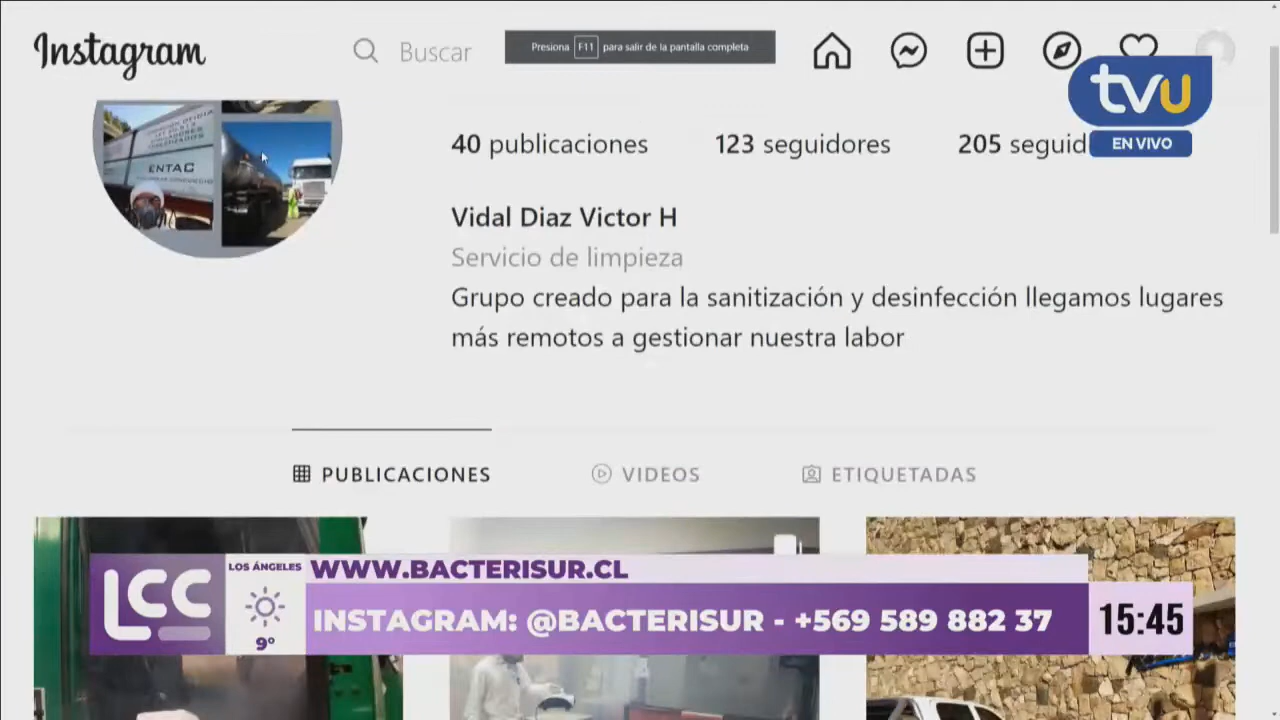 Instagram
Buscar
Presiona F11 para salir de la pantalla completa
tvu
EN VIVO
40 publicaciones
123 seguidores
205 seguid
ENTAC
Vidal Diaz Victor H
Servicio de limpieza
Grupo creado para la sanitización y desinfección llegamos lugares
más remotos a gestionar nuestra labor
PUBLICACIONES
VIDEOS
ETIQUETADAS
LCC
LOS ÁNGELES
9°
WWW.BACTERISUR.CL
INSTAGRAM: @BACTERISUR - +569 589 882 37
15:45